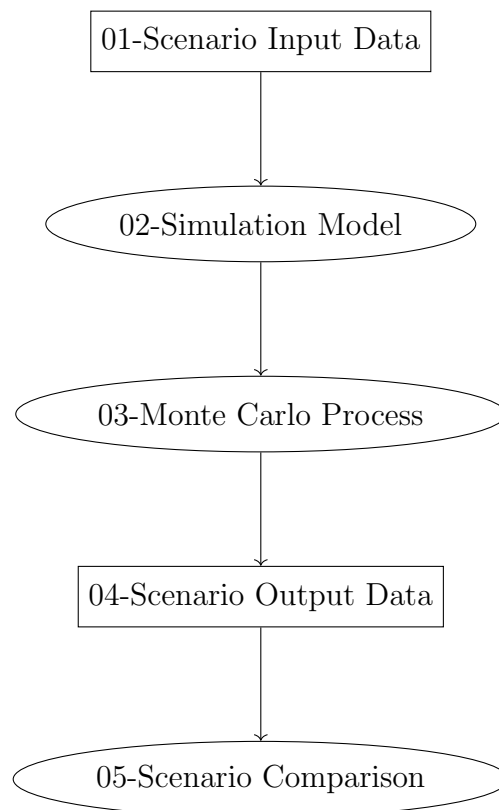 01-Scenario Input Data
02-Simulation Model
03-Monte Carlo Process
04-Scenario Output Data
05-Scenario Comparison